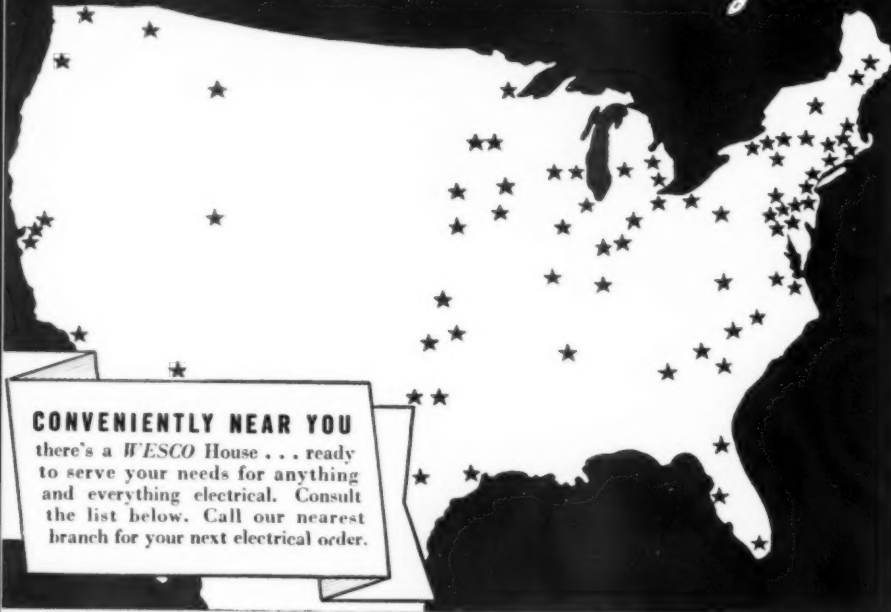 CONVENIENTLY NEAR YOU
there's a WESCO House . . . ready
to serve your needs for anything
and everything electrical. Consult
the list below. Call our nearest
branch for your next electrical order.